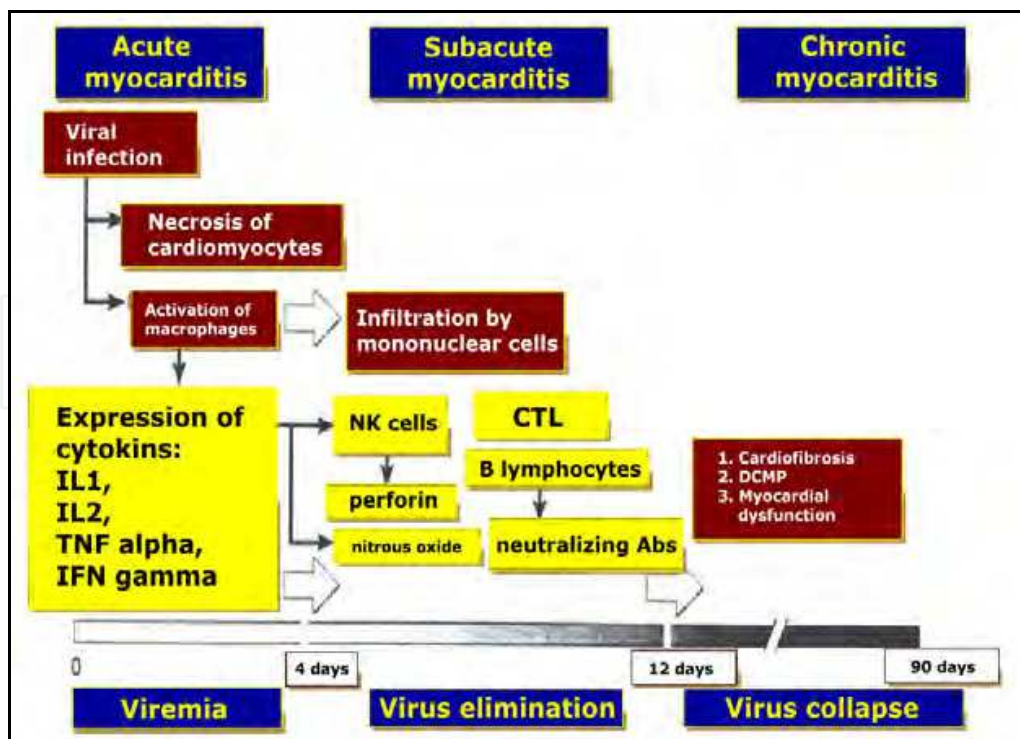 Acute
myocarditis
Subacute
myocarditis
Chronic
myocarditis
Viral
infection
Necrosis of
cardiomyocytes
Activation of
macrophages
Infiltration by
mononuclear cells
Expression of
cytokins:
IL1,
IL2,
TNF alpha,
IFN gamma
NK cells
perforin
nitrous oxide
CTL
B lymphocytes
neutralizing Abs
1. Cardiofibrosis
2. DCMP
3. Myocardial
dysfunction
0
4 days
12 days
90 days
Viremia
Virus elimination
Virus collapse